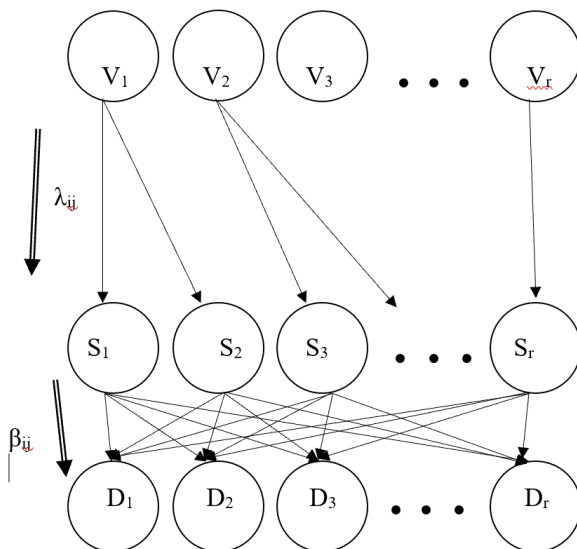 V₁ V₂ V₃ • • • Vᵣ
λᵢⱼ
S₁ S₂ S₃ • • • Sᵣ
βᵢⱼ
D₁ D₂ D₃ • • • Dᵣ